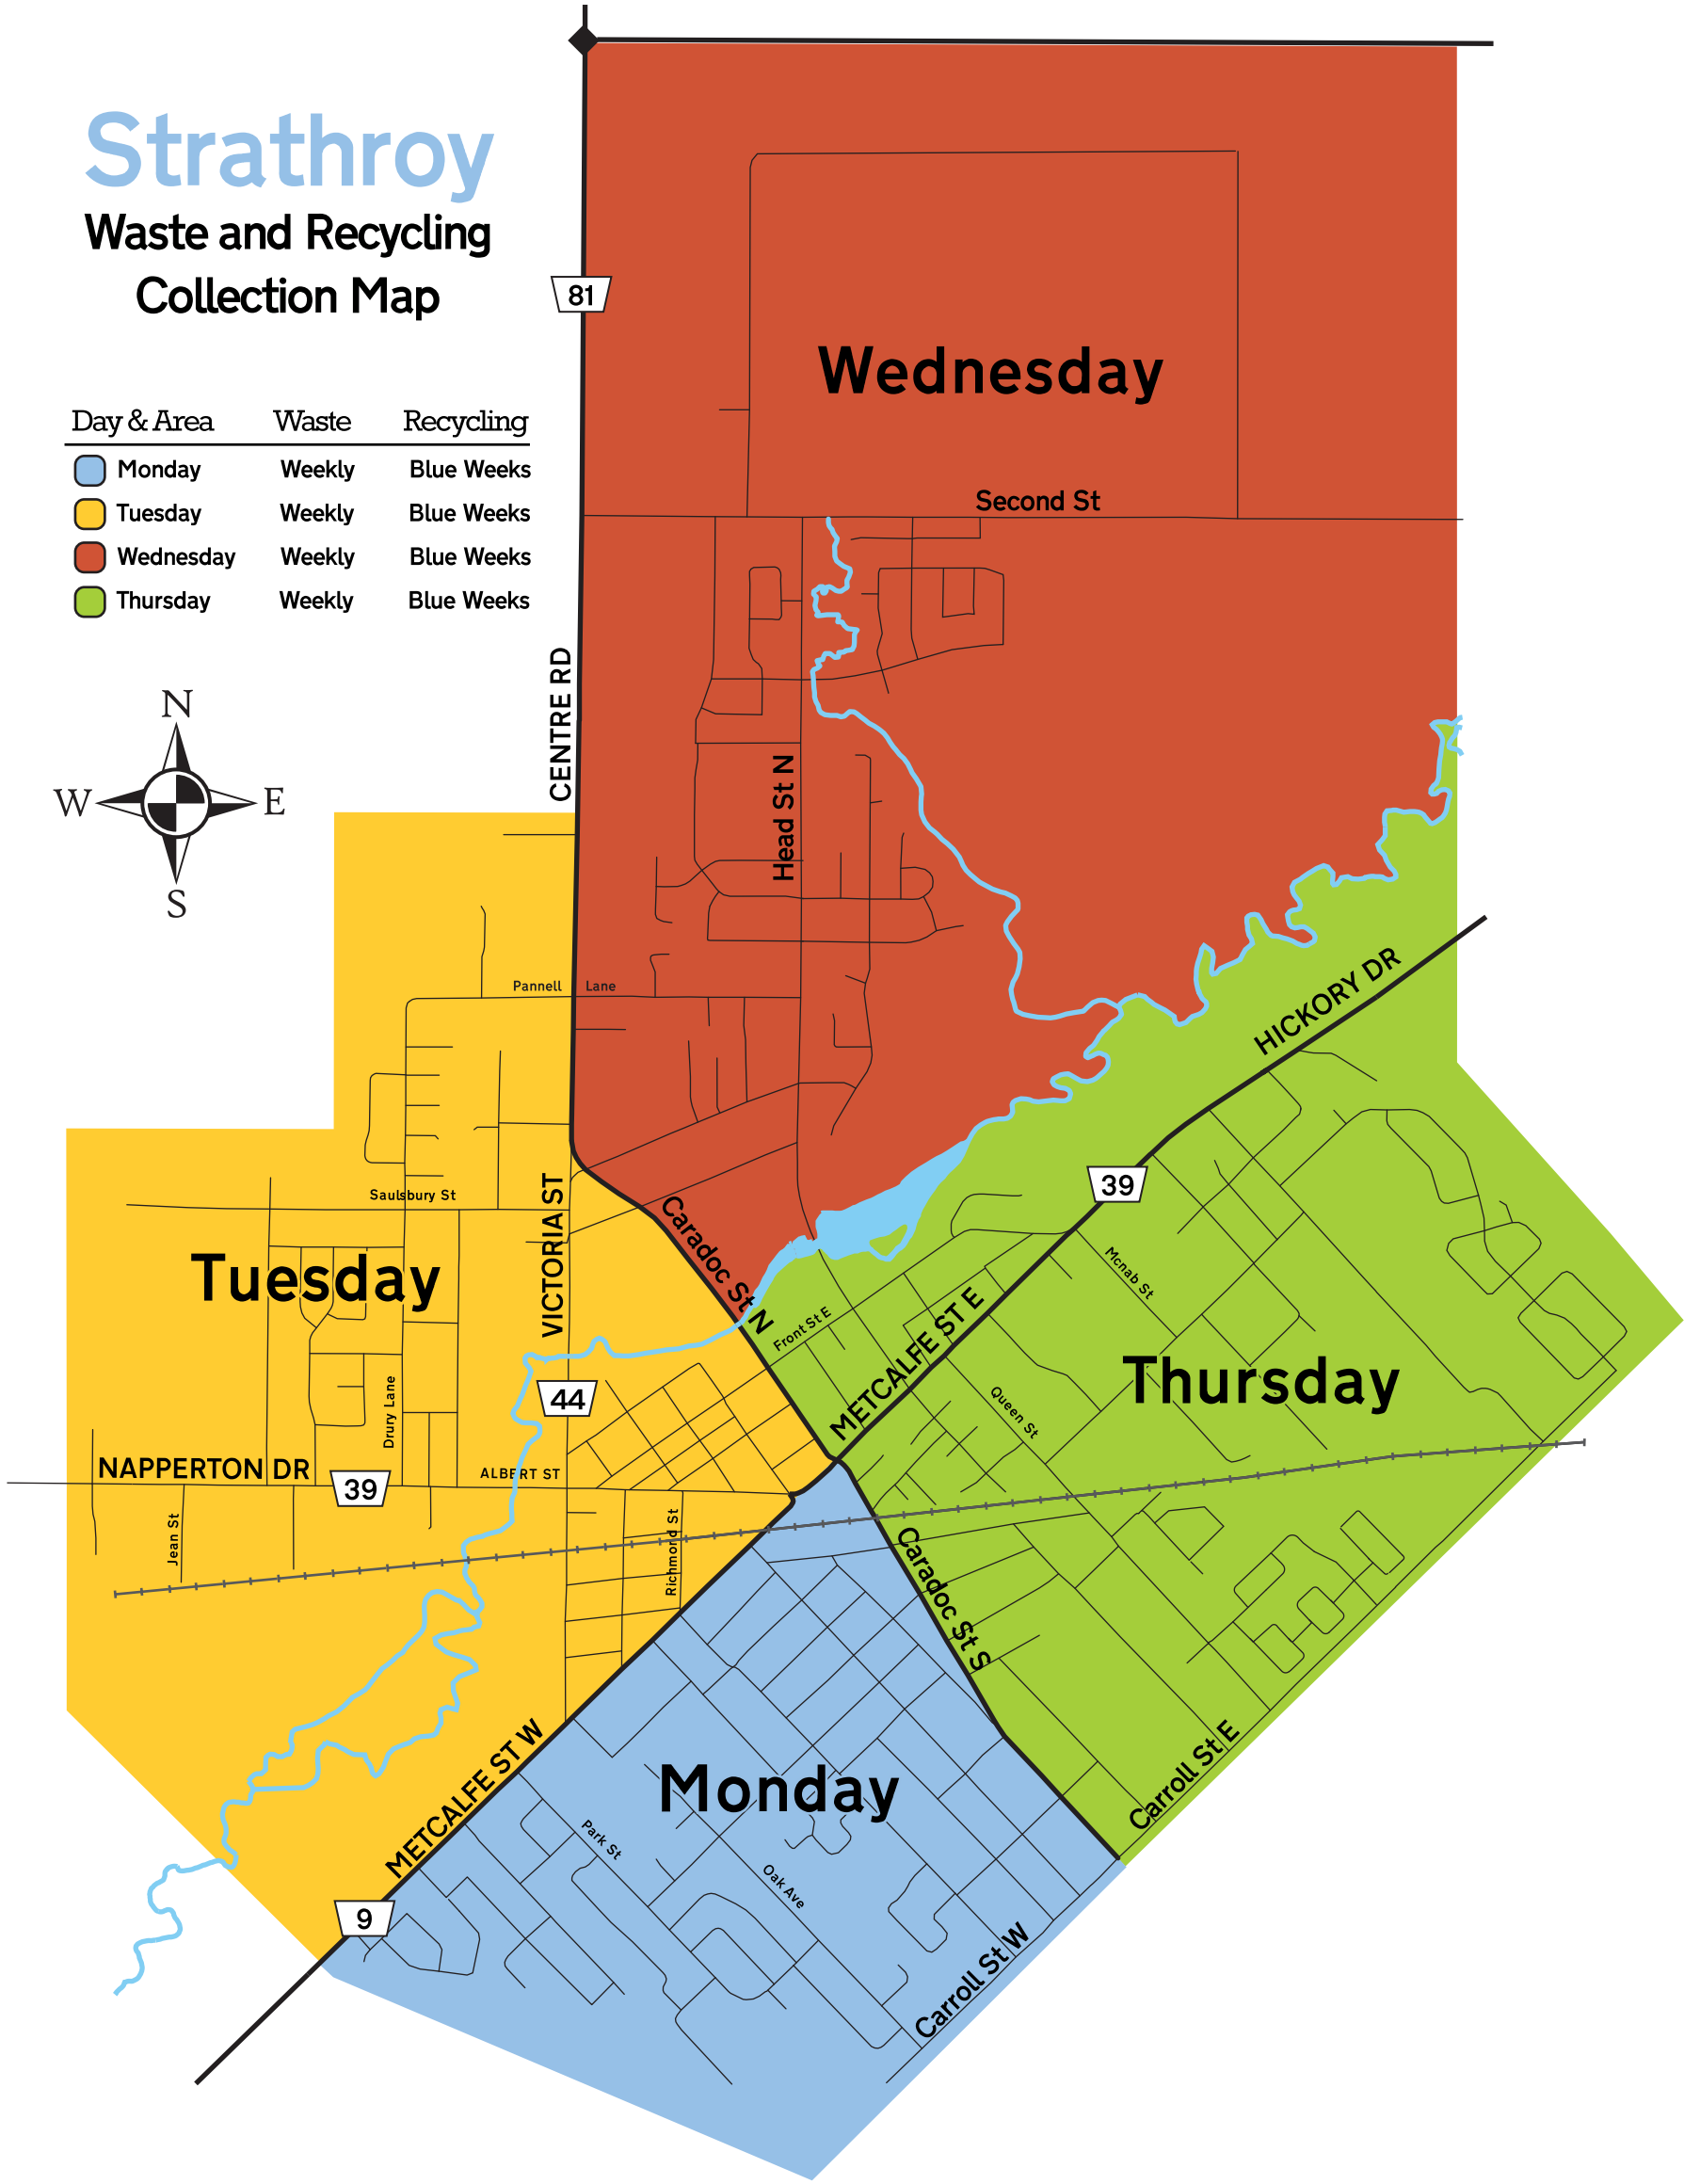 Strathroy
Waste and Recycling
Collection Map
Day & Area Waste Recycling
Monday Weekly Blue Weeks
Tuesday Weekly Blue Weeks
Wednesday Weekly Blue Weeks
Thursday Weekly Blue Weeks
N
W E
S
81
Wednesday
Second St
CENTRE RD
Head St N
Pannell Lane
HICKORY DR
39
Saulsbury St
Tuesday
VICTORIA ST
Caradoc St N
Front St E
METCALFE ST E
Mcnab St
Thursday
Queen St
44
Drury Lane
NAPPERTON DR
39
ALBERT ST
Jean St
Richmond St
Caradoc St S
Carroll St E
METCALFE ST W
Monday
Park St
Oak Ave
9
Carroll St W